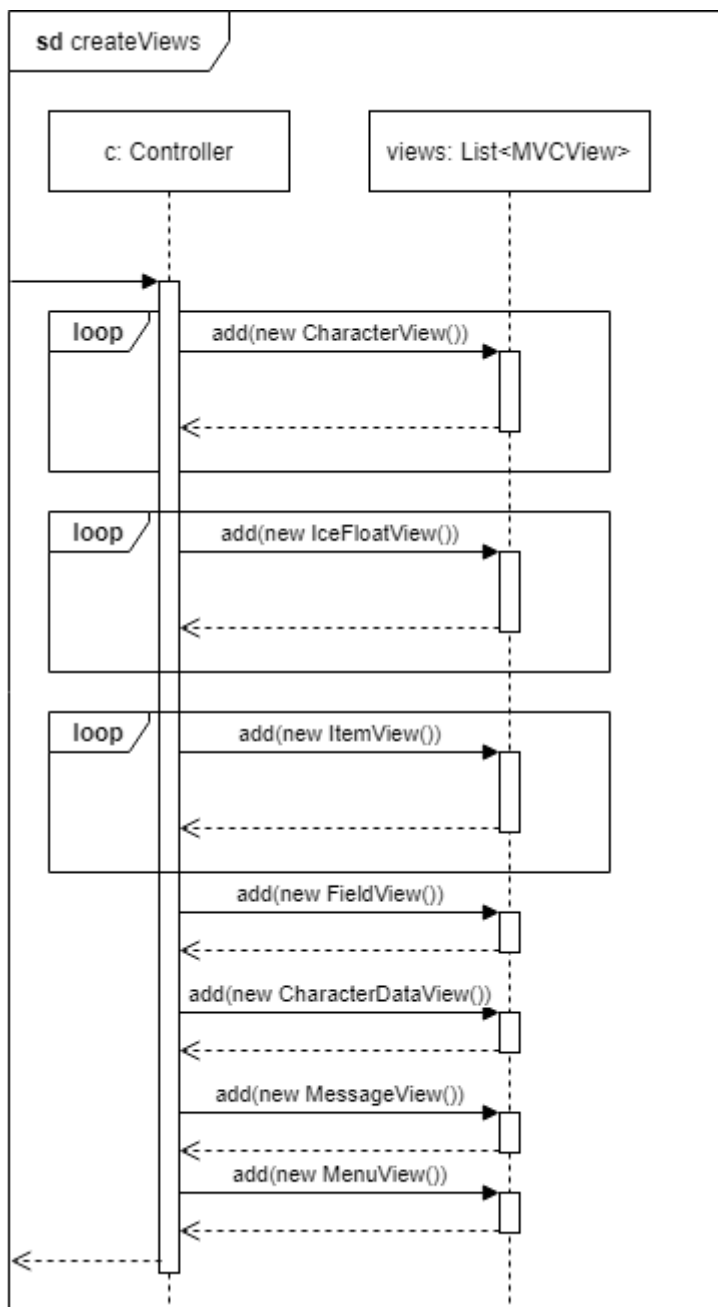 sd createViews
c: Controller
views: List<MVCView>
loop
add(new CharacterView())
loop
add(new IceFloatView())
loop
add(new ItemView())
add(new FieldView())
add(new CharacterDataView())
add(new MessageView())
add(new MenuView())